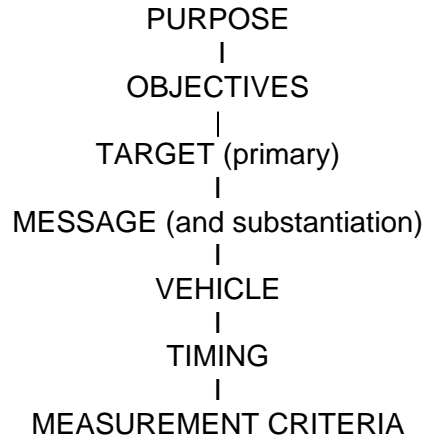 PURPOSE
OBJECTIVES
TARGET (primary)
MESSAGE (and substantiation)
VEHICLE
TIMING
MEASUREMENT CRITERIA